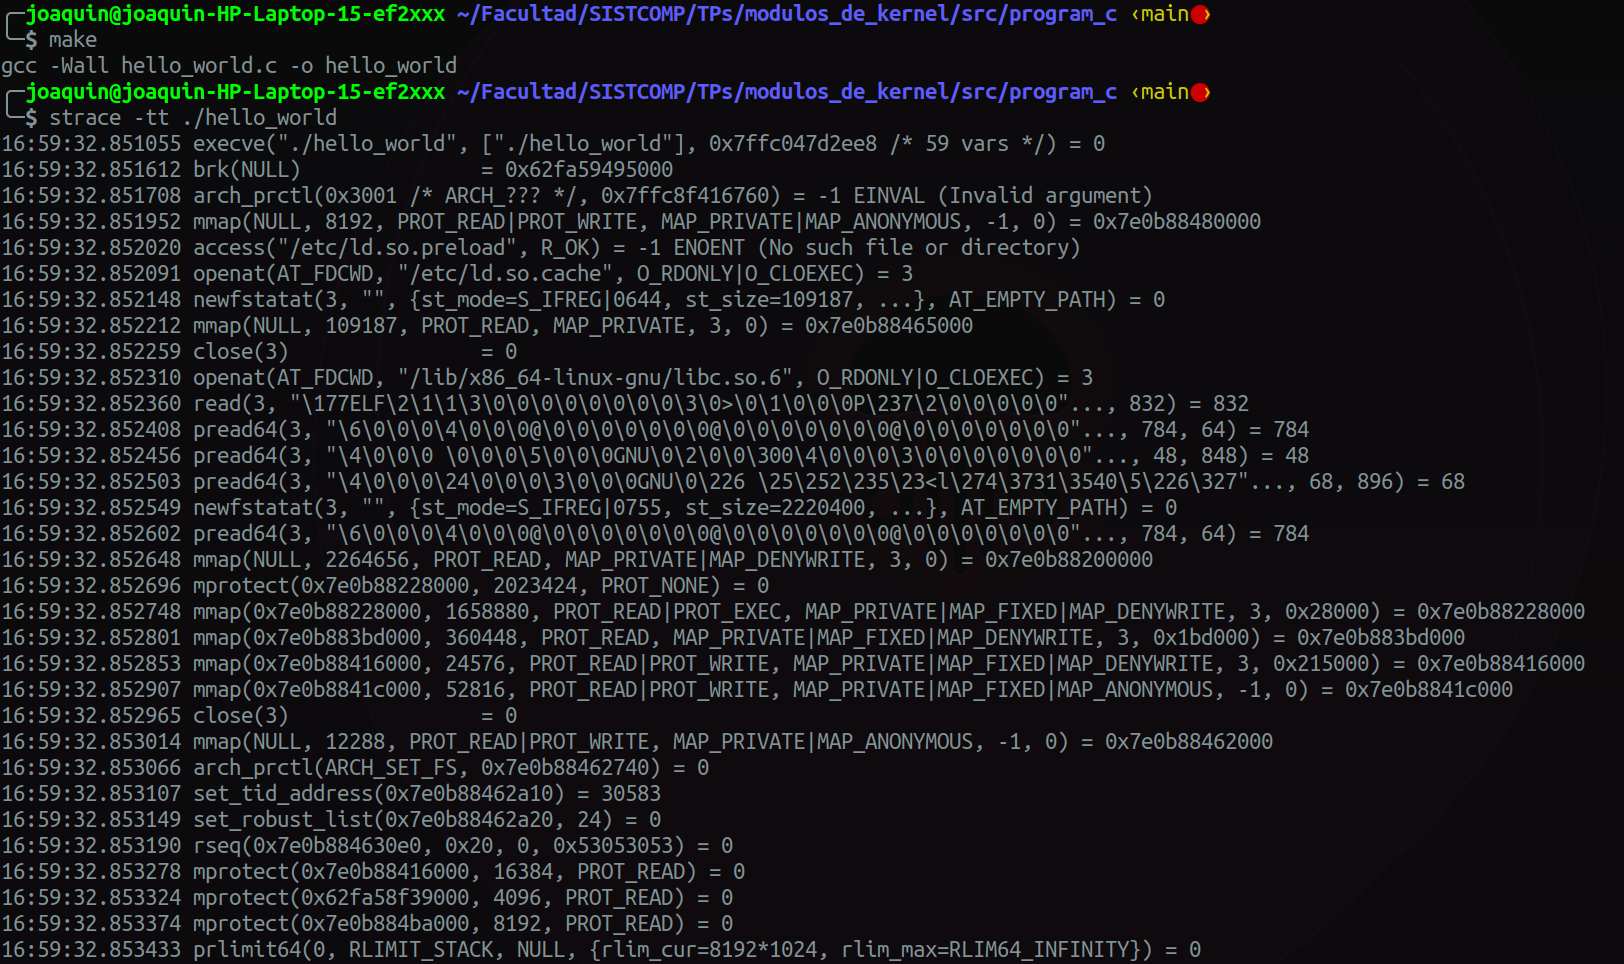 joaquin@joaquin-HP-Laptop-15-ef2xxx ~/Facultad/SISTCOMP/TPs/modulos_de_kernel/src/program_c ‹main●›
$ make
gcc -Wall hello_world.c -o hello_world
joaquin@joaquin-HP-Laptop-15-ef2xxx ~/Facultad/SISTCOMP/TPs/modulos_de_kernel/src/program_c ‹main●›
$ strace -tt ./hello_world
16:59:32.851055 execve("./hello_world", ["./hello_world"], 0x7ffc047d2ee8 /* 59 vars */) = 0
16:59:32.851612 brk(NULL)               = 0x62fa59495000
16:59:32.851708 arch_prctl(0x3001 /* ARCH_??? */, 0x7ffc8f416760) = -1 EINVAL (Invalid argument)
16:59:32.851952 mmap(NULL, 8192, PROT_READ|PROT_WRITE, MAP_PRIVATE|MAP_ANONYMOUS, -1, 0) = 0x7e0b88480000
16:59:32.852020 access("/etc/ld.so.preload", R_OK) = -1 ENOENT (No such file or directory)
16:59:32.852091 openat(AT_FDCWD, "/etc/ld.so.cache", O_RDONLY|O_CLOEXEC) = 3
16:59:32.852148 newfstatat(3, "", {st_mode=S_IFREG|0644, st_size=109187, ...}, AT_EMPTY_PATH) = 0
16:59:32.852212 mmap(NULL, 109187, PROT_READ, MAP_PRIVATE, 3, 0) = 0x7e0b88465000
16:59:32.852259 close(3)                = 0
16:59:32.852310 openat(AT_FDCWD, "/lib/x86_64-linux-gnu/libc.so.6", O_RDONLY|O_CLOEXEC) = 3
16:59:32.852360 read(3, "\177ELF\2\1\1\3\0\0\0\0\0\0\0\0\3\0>\0\1\0\0\0P\237\2\0\0\0\0\0"..., 832) = 832
16:59:32.852408 pread64(3, "\6\0\0\0\4\0\0\0@\0\0\0\0\0\0\0@\0\0\0\0\0\0\0@\0\0\0\0\0\0\0"..., 784, 64) = 784
16:59:32.852456 pread64(3, "\4\0\0\0 \0\0\0\5\0\0\0GNU\0\2\0\0\300\4\0\0\0\3\0\0\0\0\0\0\0"..., 48, 848) = 48
16:59:32.852503 pread64(3, "\4\0\0\0\24\0\0\0\3\0\0\0GNU\0\226 \25\252\235\23<l\274\3731\3540\5\226\327"..., 68, 896) = 68
16:59:32.852549 newfstatat(3, "", {st_mode=S_IFREG|0755, st_size=2220400, ...}, AT_EMPTY_PATH) = 0
16:59:32.852602 pread64(3, "\6\0\0\0\4\0\0\0@\0\0\0\0\0\0\0@\0\0\0\0\0\0\0@\0\0\0\0\0\0\0"..., 784, 64) = 784
16:59:32.852648 mmap(NULL, 2264656, PROT_READ, MAP_PRIVATE|MAP_DENYWRITE, 3, 0) = 0x7e0b88200000
16:59:32.852696 mprotect(0x7e0b88228000, 2023424, PROT_NONE) = 0
16:59:32.852748 mmap(0x7e0b88228000, 1658880, PROT_READ|PROT_EXEC, MAP_PRIVATE|MAP_FIXED|MAP_DENYWRITE, 3, 0x28000) = 0x7e0b88228000
16:59:32.852801 mmap(0x7e0b883bd000, 360448, PROT_READ, MAP_PRIVATE|MAP_FIXED|MAP_DENYWRITE, 3, 0x1bd000) = 0x7e0b883bd000
16:59:32.852853 mmap(0x7e0b88416000, 24576, PROT_READ|PROT_WRITE, MAP_PRIVATE|MAP_FIXED|MAP_DENYWRITE, 3, 0x215000) = 0x7e0b88416000
16:59:32.852907 mmap(0x7e0b8841c000, 52816, PROT_READ|PROT_WRITE, MAP_PRIVATE|MAP_FIXED|MAP_ANONYMOUS, -1, 0) = 0x7e0b8841c000
16:59:32.852965 close(3)                = 0
16:59:32.853014 mmap(NULL, 12288, PROT_READ|PROT_WRITE, MAP_PRIVATE|MAP_ANONYMOUS, -1, 0) = 0x7e0b88462000
16:59:32.853066 arch_prctl(ARCH_SET_FS, 0x7e0b88462740) = 0
16:59:32.853107 set_tid_address(0x7e0b88462a10) = 30583
16:59:32.853149 set_robust_list(0x7e0b88462a20, 24) = 0
16:59:32.853190 rseq(0x7e0b884630e0, 0x20, 0, 0x53053053) = 0
16:59:32.853278 mprotect(0x7e0b88416000, 16384, PROT_READ) = 0
16:59:32.853324 mprotect(0x62fa58f39000, 4096, PROT_READ) = 0
16:59:32.853374 mprotect(0x7e0b884ba000, 8192, PROT_READ) = 0
16:59:32.853433 prlimit64(0, RLIMIT_STACK, NULL, {rlim_cur=8192*1024, rlim_max=RLIM64_INFINITY}) = 0